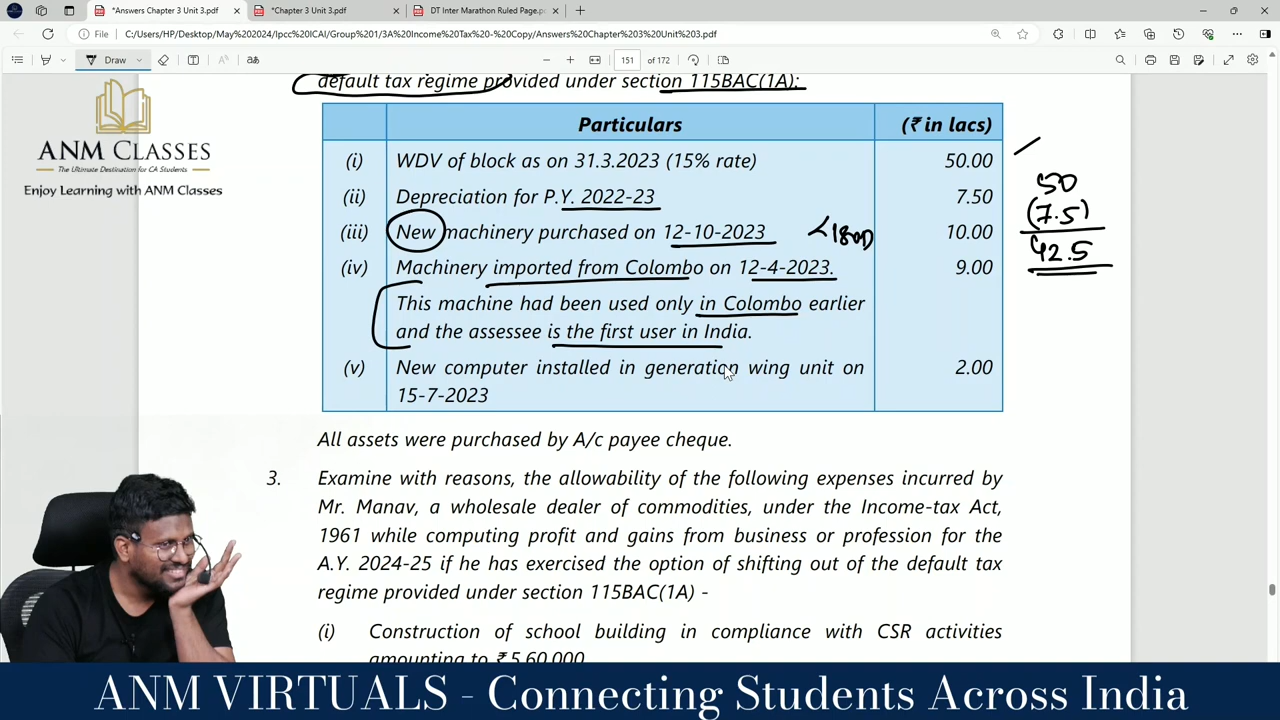 *Answers Chapter 3 Unit 3.pdf
*Chapter 3 Unit 3.pdf
DT Inter Marathon Ruled Page.pd
File
C:/Users/HP/Desktop/May%202024/Ipcc%20ICAI/Group%201/3A%20Income%20Tax%20-%20Copy/Answers%20Chapter%203%20Unit%203.pdf
Draw
151 of 172
default tax regime provided under section 115BAC(1A):
ANM CLASSES
The Ultimate Destination for CA Students
Enjoy Learning with ANM Classes
Particulars (₹ in lacs)
(i) WDV of block as on 31.3.2023 (15% rate) 50.00
(ii) Depreciation for P.Y. 2022-23 7.50
(iii) New machinery purchased on 12-10-2023 <180D 10.00
(iv) Machinery imported from Colombo on 12-4-2023. 9.00
This machine had been used only in Colombo earlier
and the assessee is the first user in India.
(v) New computer installed in generation wing unit on 2.00
15-7-2023
50
(7.5)
42.5
All assets were purchased by A/c payee cheque.
3. Examine with reasons, the allowability of the following expenses incurred by
Mr. Manav, a wholesale dealer of commodities, under the Income-tax Act,
1961 while computing profit and gains from business or profession for the
A.Y. 2024-25 if he has exercised the option of shifting out of the default tax
regime provided under section 115BAC(1A) -
(i) Construction of school building in compliance with CSR activities
amounting to ₹ 5,60,000
ANM VIRTUALS - Connecting Students Across India